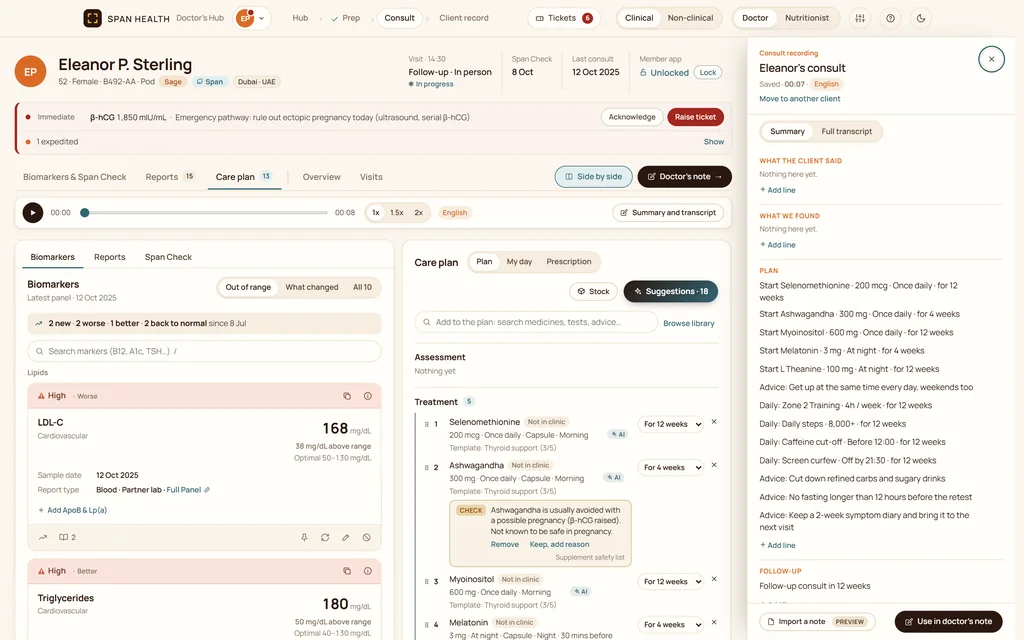 SPAN HEALTH Doctor's Hub EP Hub Prep Consult Client record Tickets 6 Clinical Non-clinical Doctor Nutritionist
EP
Eleanor P. Sterling
52 · Female · B492-AA · Pod Sage Span Dubai · UAE
Visit · 14:30
Follow-up · In person
In progress
Span Check
8 Oct
Last consult
12 Oct 2025
Member app
Unlocked Lock
Immediate β-hCG 1,850 mIU/mL · Emergency pathway: rule out ectopic pregnancy today (ultrasound, serial β-hCG) Acknowledge Raise ticket
1 expedited Show
Biomarkers & Span Check Reports 15 Care plan 13 Overview Visits Side by side Doctor's note →
00:00 00:08 1x 1.5x 2x English Summary and transcript
Biomarkers Reports Span Check
Biomarkers
Latest panel · 12 Oct 2025
Out of range What changed All 10
2 new · 2 worse · 1 better · 2 back to normal since 8 Jul
Search markers (B12, A1c, TSH...) /
Lipids
High · Worse
LDL-C
Cardiovascular
168 mg/dL
38 mg/dL above range
Optimal 50–130 mg/dL
Sample date 12 Oct 2025
Report type Blood · Partner lab · Full Panel
+ Add ApoB & Lp(a)
2
High · Better
Triglycerides
Cardiovascular
180 mg/dL
50 mg/dL above range
Optimal 40–130 mg/dL
Care plan Plan My day Prescription
Stock Suggestions · 18
Add to the plan: search medicines, tests, advice... Browse library
Assessment
Nothing yet
Treatment 5
1 Selenomethionine Not in clinic For 12 weeks ×
200 mcg · Once daily · Capsule · Morning AI
Template: Thyroid support (3/5)
2 Ashwagandha Not in clinic For 4 weeks ×
300 mg · Once daily · Capsule · Morning AI
Template: Thyroid support (3/5)
CHECK Ashwagandha is usually avoided with
a possible pregnancy (β-hCG raised).
Not known to be safe in pregnancy.
Remove Keep, add reason
Supplement safety list
3 Myoinositol Not in clinic For 12 weeks ×
600 mg · Once daily · Morning AI
Template: Thyroid support (3/5)
4 Melatonin Not in clinic For 4 weeks ×
3 mg · At night · Capsule · Night · 30 mins before AI
Consult recording
Eleanor's consult
Saved · 00:07 · English
Move to another client
×
Summary Full transcript
WHAT THE CLIENT SAID
Nothing here yet.
+ Add line
WHAT WE FOUND
Nothing here yet.
+ Add line
PLAN
Start Selenomethionine · 200 mcg · Once daily · for 12
weeks
Start Ashwagandha · 300 mg · Once daily · for 4 weeks
Start Myoinositol · 600 mg · Once daily · for 12 weeks
Start Melatonin · 3 mg · At night · for 4 weeks
Start L Theanine · 100 mg · At night · for 12 weeks
Advice: Get up at the same time every day, weekends too
Daily: Zone 2 Training · 4h / week · for 12 weeks
Daily: Daily steps · 8,000+ · for 12 weeks
Daily: Caffeine cut-off · Before 12:00 · for 12 weeks
Daily: Screen curfew · Off by 21:30 · for 12 weeks
Advice: Cut down refined carbs and sugary drinks
Advice: No fasting longer than 12 hours before the retest
Advice: Keep a 2-week symptom diary and bring it to the
next visit
+ Add line
FOLLOW-UP
Follow-up consult in 12 weeks
Import a note PREVIEW Use in doctor's note